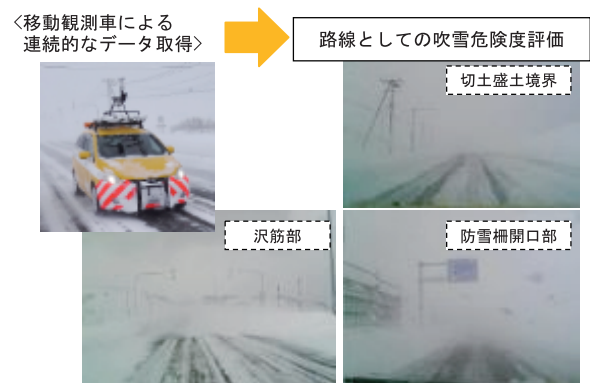 <移動観測車による
連続的なデータ取得>
路線としての吹雪危険度評価
切土盛土境界
沢筋部
防雪柵開口部